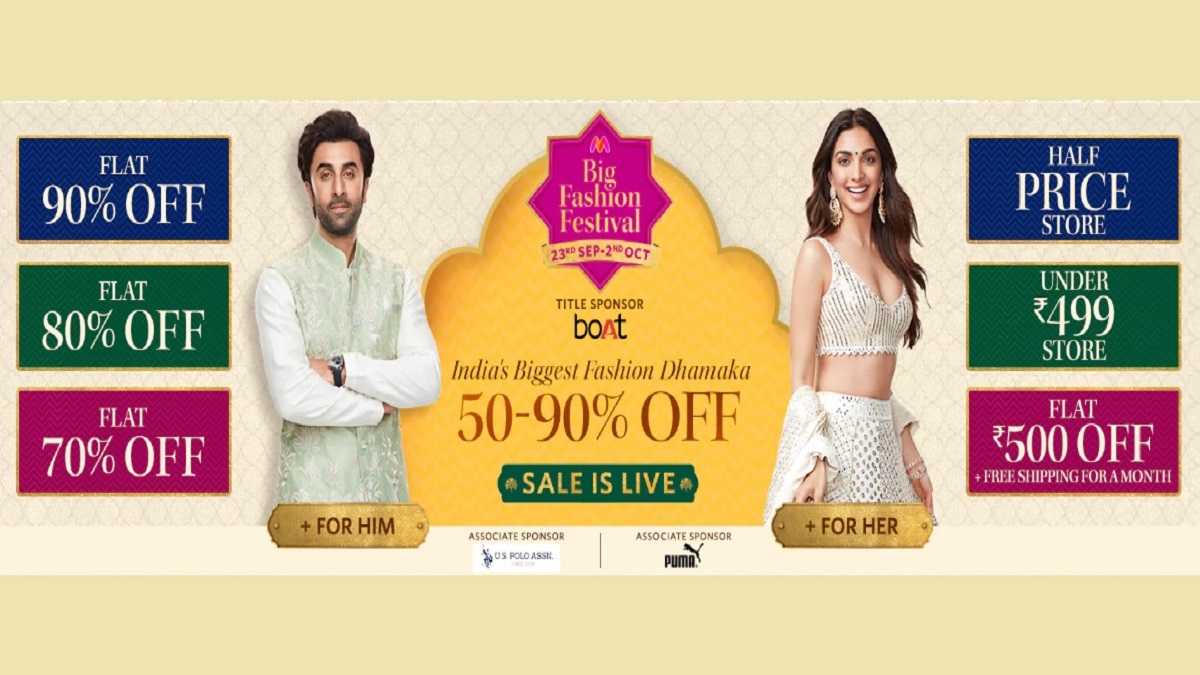 FLAT
90% OFF
FLAT
80% OFF
FLAT
70% OFF
+ FOR HIM
Big
Fashion
Festival
23RD SEP-2ND OCT
TITLE SPONSOR
boAt
India's Biggest Fashion Dhamaka
50-90% OFF
SALE IS LIVE
ASSOCIATE SPONSOR
U.S. POLO ASSN.
ASSOCIATE SPONSOR
PUMA
+ FOR HER
HALF
PRICE
STORE
UNDER
₹499
STORE
FLAT
₹500 OFF
+ FREE SHIPPING FOR A MONTH